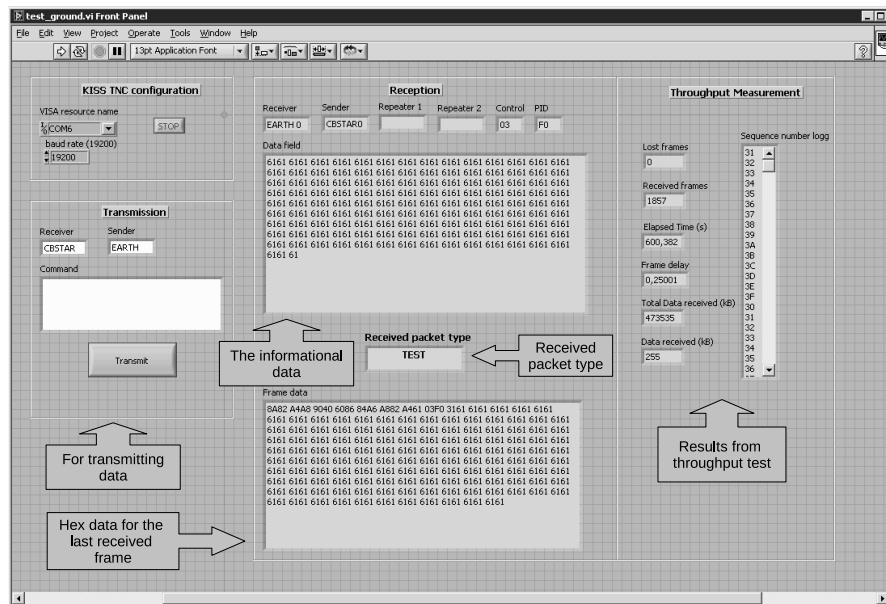 test_ground.vi Front Panel
File Edit View Project Operate Tools Window Help
13pt Application Font
KISS TNC configuration
VISA resource name
COM6
STOP
baud rate (19200)
19200
Transmission
Receiver Sender
CBSTAR EARTH
Command
Transmit
For transmitting
data
Hex data for the
last received
frame
Reception
Receiver Sender Repeater 1 Repeater 2 Control PID
EARTH 0 CBSTAR0 03 F0
Data field
6161 6161 6161 6161 6161 6161 6161 6161 6161 6161 6161 6161 6161 6161
6161 6161 6161 6161 6161 6161 6161 6161 6161 6161 6161 6161 6161 6161
6161 6161 6161 6161 6161 6161 6161 6161 6161 6161 6161 6161 6161 6161
6161 6161 6161 6161 6161 6161 6161 6161 6161 6161 6161 6161 6161 6161
6161 6161 6161 6161 6161 6161 6161 6161 6161 6161 6161 6161 6161 6161
6161 6161 6161 6161 6161 6161 6161 6161 6161 6161 6161 6161 6161 6161
6161 6161 6161 6161 6161 6161 6161 6161 6161 6161 6161 6161 6161 6161
6161 6161 6161 6161 6161 6161 6161 6161 6161 6161 6161 6161 6161 6161
6161 6161 6161 6161 6161 6161 6161 6161 6161 6161 6161 6161 6161 6161
6161 61
The informational
data
Received packet type
TEST
Received
packet type
Frame data
8A82 A4A8 9040 6086 84A6 A882 A461 03F0 3161 6161 6161 6161 6161
6161 6161 6161 6161 6161 6161 6161 6161 6161 6161 6161 6161 6161 6161
6161 6161 6161 6161 6161 6161 6161 6161 6161 6161 6161 6161 6161 6161
6161 6161 6161 6161 6161 6161 6161 6161 6161 6161 6161 6161 6161 6161
6161 6161 6161 6161 6161 6161 6161 6161 6161 6161 6161 6161 6161 6161
6161 6161 6161 6161 6161 6161 6161 6161 6161 6161 6161 6161 6161 6161
6161 6161 6161 6161 6161 6161 6161 6161 6161 6161 6161 6161 6161 6161
6161 6161 6161 6161 6161 6161 6161 6161 6161 6161 6161 6161 6161 6161
6161 6161 6161 6161 6161 6161 6161 6161 6161 6161 6161 6161 6161 6161
6161 6161 6161 6161 6161 6161 6161 6161 6161 6161 6161
Throughput Measurement
Lost frames
0
Received frames
1857
Elapsed Time (s)
600,382
Frame delay
0,25001
Total Data received (kB)
473535
Data received (kB)
255
Sequence number logg
31
32
33
34
35
36
37
38
39
3A
3B
3C
3D
3E
3F
30
31
32
33
34
35
36
Results from
throughput test